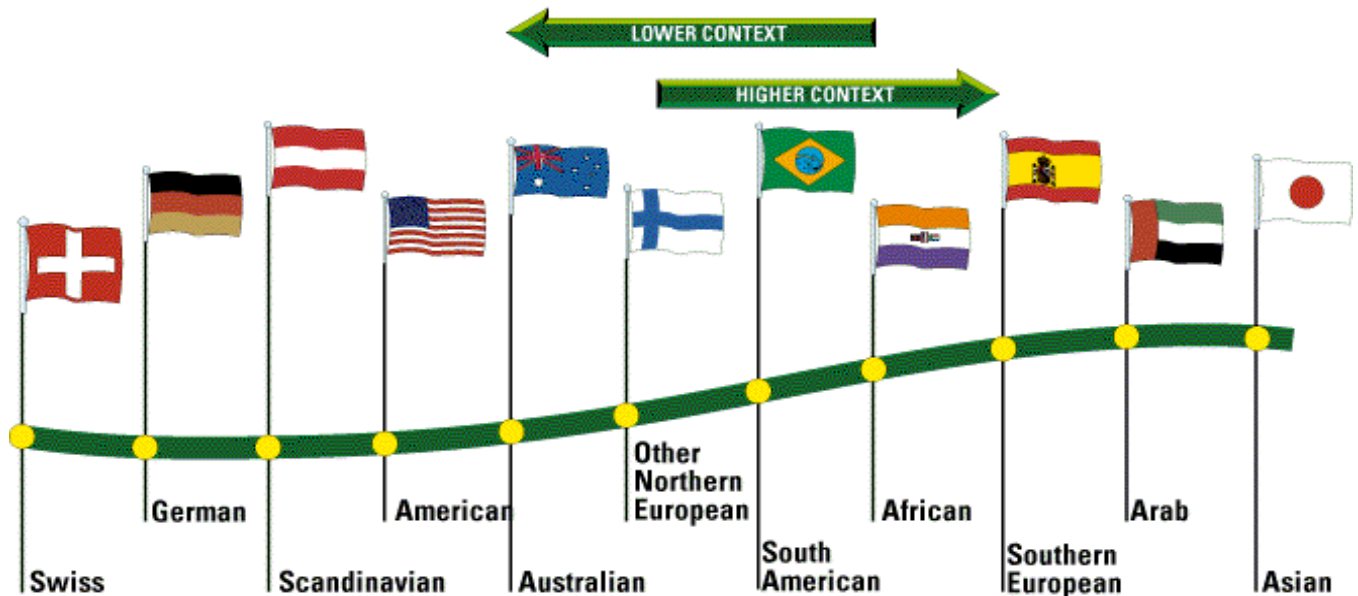 LOWER CONTEXT
HIGHER CONTEXT
Swiss
German
Scandinavian
American
Australian
Other
Northern
European
South
American
African
Southern
European
Arab
Asian